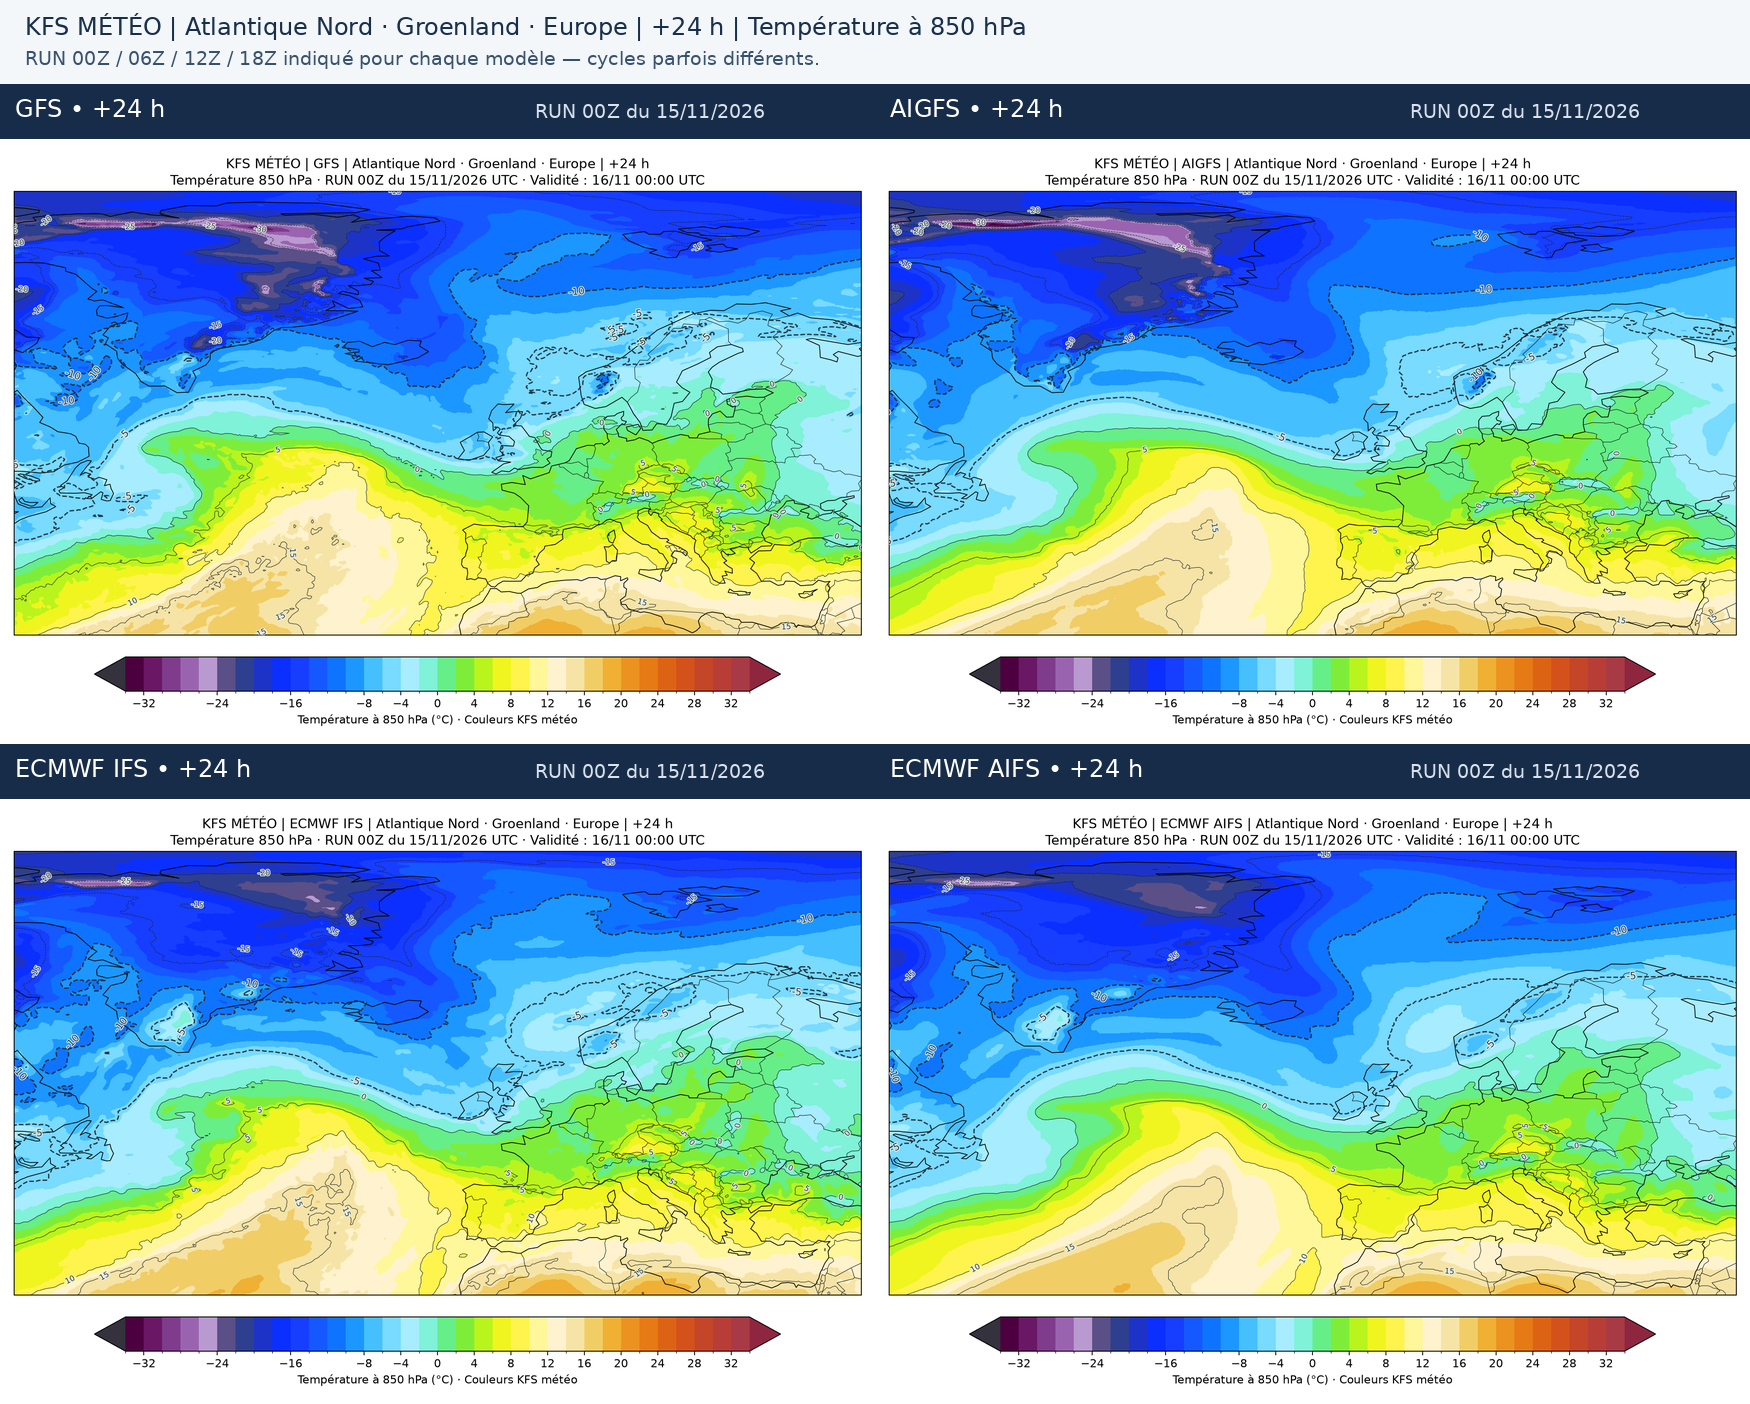 KFS MÉTÉO | Atlantique Nord · Groenland · Europe | +24 h | Température à 850 hPa
RUN 00Z / 06Z / 12Z / 18Z indiqué pour chaque modèle — cycles parfois différents.
GFS • +24 h RUN 00Z du 15/11/2026
AIGFS • +24 h RUN 00Z du 15/11/2026
KFS MÉTÉO | GFS | Atlantique Nord · Groenland · Europe | +24 h
Température 850 hPa · RUN 00Z du 15/11/2026 UTC · Validité : 16/11 00:00 UTC
KFS MÉTÉO | AIGFS | Atlantique Nord · Groenland · Europe | +24 h
Température 850 hPa · RUN 00Z du 15/11/2026 UTC · Validité : 16/11 00:00 UTC
−32 −24 −16 −8 −4 0 4 8 12 16 20 24 28 32
Température à 850 hPa (°C) · Couleurs KFS météo
−32 −24 −16 −8 −4 0 4 8 12 16 20 24 28 32
Température à 850 hPa (°C) · Couleurs KFS météo
ECMWF IFS • +24 h RUN 00Z du 15/11/2026
ECMWF AIFS • +24 h RUN 00Z du 15/11/2026
KFS MÉTÉO | ECMWF IFS | Atlantique Nord · Groenland · Europe | +24 h
Température 850 hPa · RUN 00Z du 15/11/2026 UTC · Validité : 16/11 00:00 UTC
KFS MÉTÉO | ECMWF AIFS | Atlantique Nord · Groenland · Europe | +24 h
Température 850 hPa · RUN 00Z du 15/11/2026 UTC · Validité : 16/11 00:00 UTC
−32 −24 −16 −8 −4 0 4 8 12 16 20 24 28 32
Température à 850 hPa (°C) · Couleurs KFS météo
−32 −24 −16 −8 −4 0 4 8 12 16 20 24 28 32
Température à 850 hPa (°C) · Couleurs KFS météo